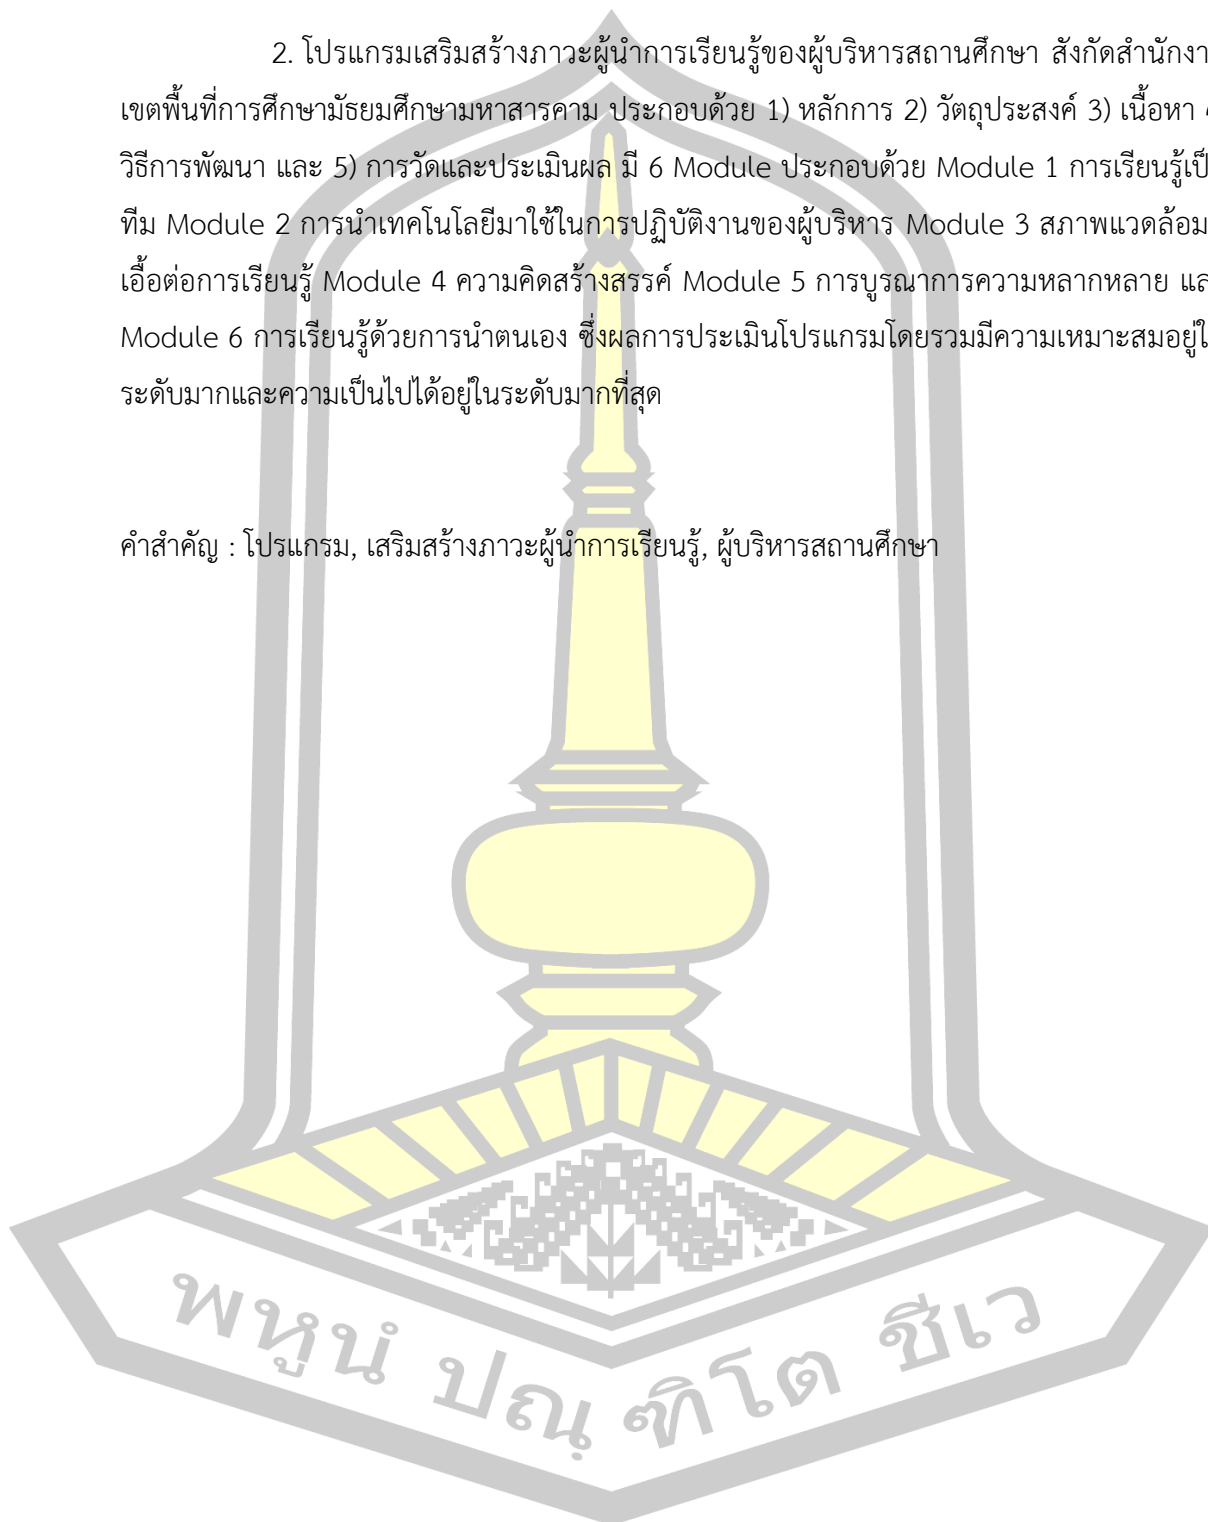 2. โปรแกรมเสริมสร้างภาวะผู้นำการเรียนรู้ของผู้บริหารสถานศึกษา สังกัดสำนักงา
เขตพื้นที่การศึกษามัธยมศึกษามหาสารคาม ประกอบด้วย 1) หลักการ 2) วัตถุประสงค์ 3) เนื้อหา 4
วิธีการพัฒนา และ 5) การวัดและประเมินผล มี 6 Module ประกอบด้วย Module 1 การเรียนรู้เป็
ทีม Module 2 การนำเทคโนโลยีมาใช้ในการปฏิบัติงานของผู้บริหาร Module 3 สภาพแวดล้อม
เอื้อต่อการเรียนรู้ Module 4 ความคิดสร้างสรรค์ Module 5 การบูรณาการความหลากหลาย แล
Module 6 การเรียนรู้ด้วยการนำตนเอง ซึ่งผลการประเมินโปรแกรมโดยรวมมีความเหมาะสมอยู่ใ
ระดับมากและความเป็นไปได้อยู่ในระดับมากที่สุด
คำสำคัญ : โปรแกรม, เสริมสร้างภาวะผู้นำการเรียนรู้, ผู้บริหารสถานศึกษา
พหูนํ ปณฺฑิโต ชีเว